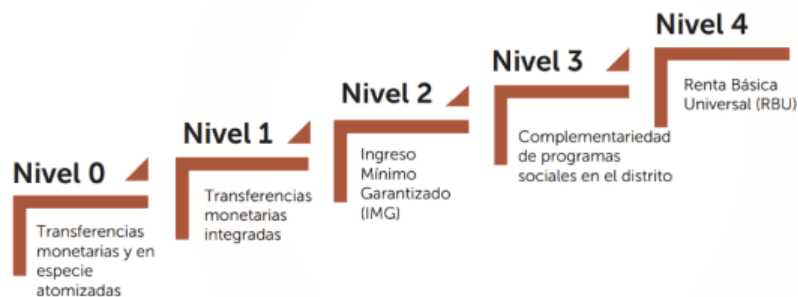 Nivel 0
Transferencias
monetarias y en
especie
atomizadas
Nivel 1
Transferencias
monetarias
integradas
Nivel 2
Ingreso
Mínimo
Garantizado
(IMG)
Nivel 3
Complementariedad
de programas
sociales en el distrito
Nivel 4
Renta Básica
Universal (RBU)